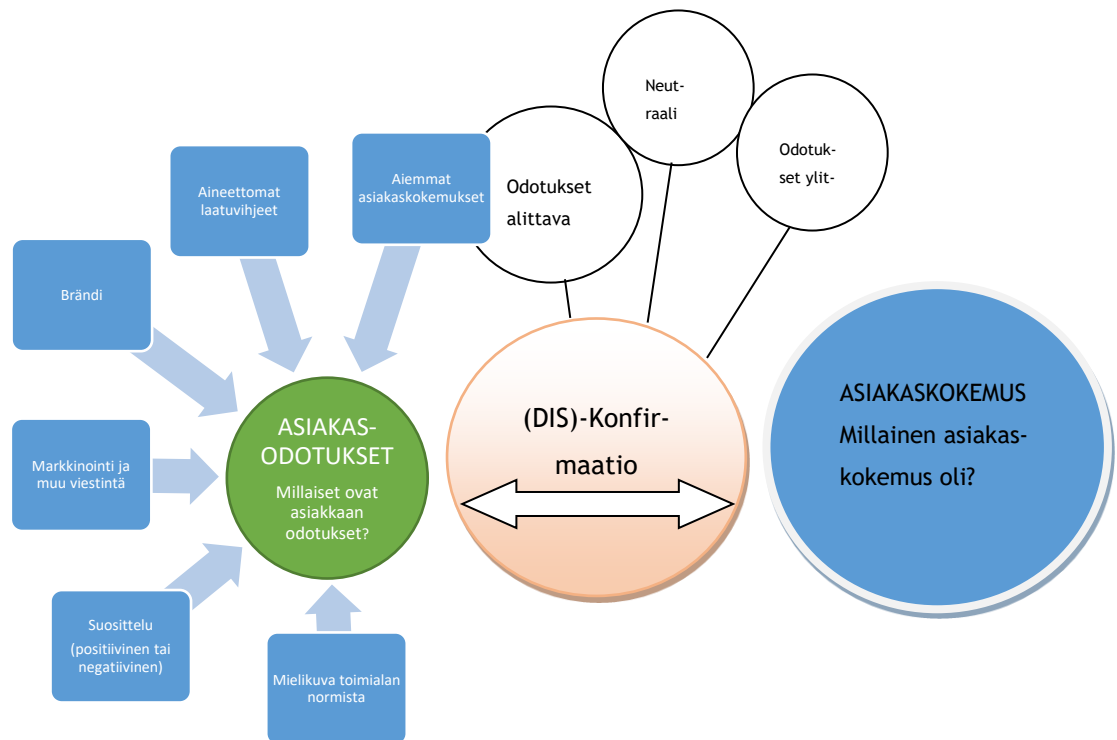 Neut-
raali
Odotuk-
set ylit-
Odotukset
alittava
Aiemmat
asiakaskokemukset
Aineettomat
laatuvihjeet
Brändi
Markkinointi ja
muu viestintä
Suosittelu
(positiivinen tai
negatiivinen)
Mielikuva toimialan
normista
ASIAKAS-
ODOTUKSET
Millaiset ovat
asiakkaan
odotukset?
(DIS)-Konfir-
maatio
ASIAKASKOKEMUS
Millainen asiakas-
kokemus oli?